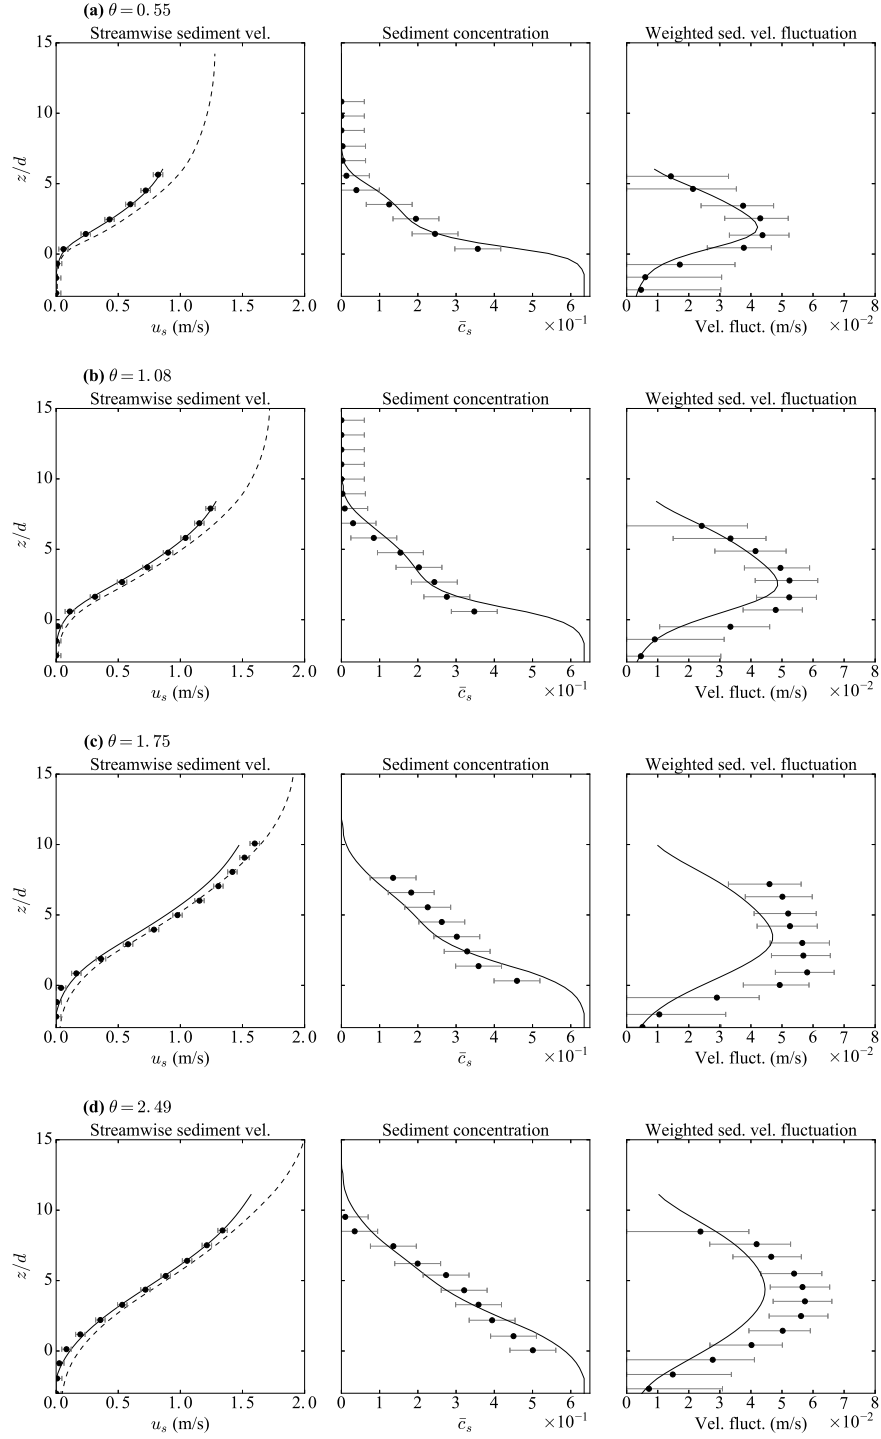 (a) θ = 0.55
Streamwise sediment vel. Sediment concentration Weighted sed. vel. fluctuation
15
10
5
0
z/d
0.0 0.5 1.0 1.5 2.0 0 1 2 3 4 5 6 0 1 2 3 4 5 6 7 8
u_s (m/s) c̄_s ×10⁻¹ Vel. fluct. (m/s) ×10⁻²
(b) θ = 1.08
Streamwise sediment vel. Sediment concentration Weighted sed. vel. fluctuation
15
10
5
0
z/d
0.0 0.5 1.0 1.5 2.0 0 1 2 3 4 5 6 0 1 2 3 4 5 6 7 8
u_s (m/s) c̄_s ×10⁻¹ Vel. fluct. (m/s) ×10⁻²
(c) θ = 1.75
Streamwise sediment vel. Sediment concentration Weighted sed. vel. fluctuation
15
10
5
0
z/d
0.0 0.5 1.0 1.5 2.0 0 1 2 3 4 5 6 0 1 2 3 4 5 6 7 8
u_s (m/s) c̄_s ×10⁻¹ Vel. fluct. (m/s) ×10⁻²
(d) θ = 2.49
Streamwise sediment vel. Sediment concentration Weighted sed. vel. fluctuation
15
10
5
0
z/d
0.0 0.5 1.0 1.5 2.0 0 1 2 3 4 5 6 0 1 2 3 4 5 6 7 8
u_s (m/s) c̄_s ×10⁻¹ Vel. fluct. (m/s) ×10⁻²